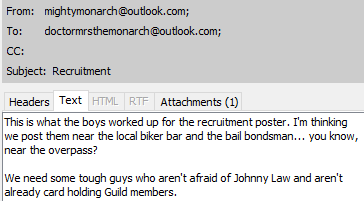 From: mightymonarch@outlook.com;
To: doctormrsthemonarch@outlook.com;
CC:
Subject: Recruitment
Headers Text HTML RTF Attachments (1)
This is what the boys worked up for the recruitment poster. I'm thinking
we post them near the local biker bar and the bail bondsman... you know,
near the overpass?
We need some tough guys who aren't afraid of Johnny Law and aren't
already card holding Guild members.